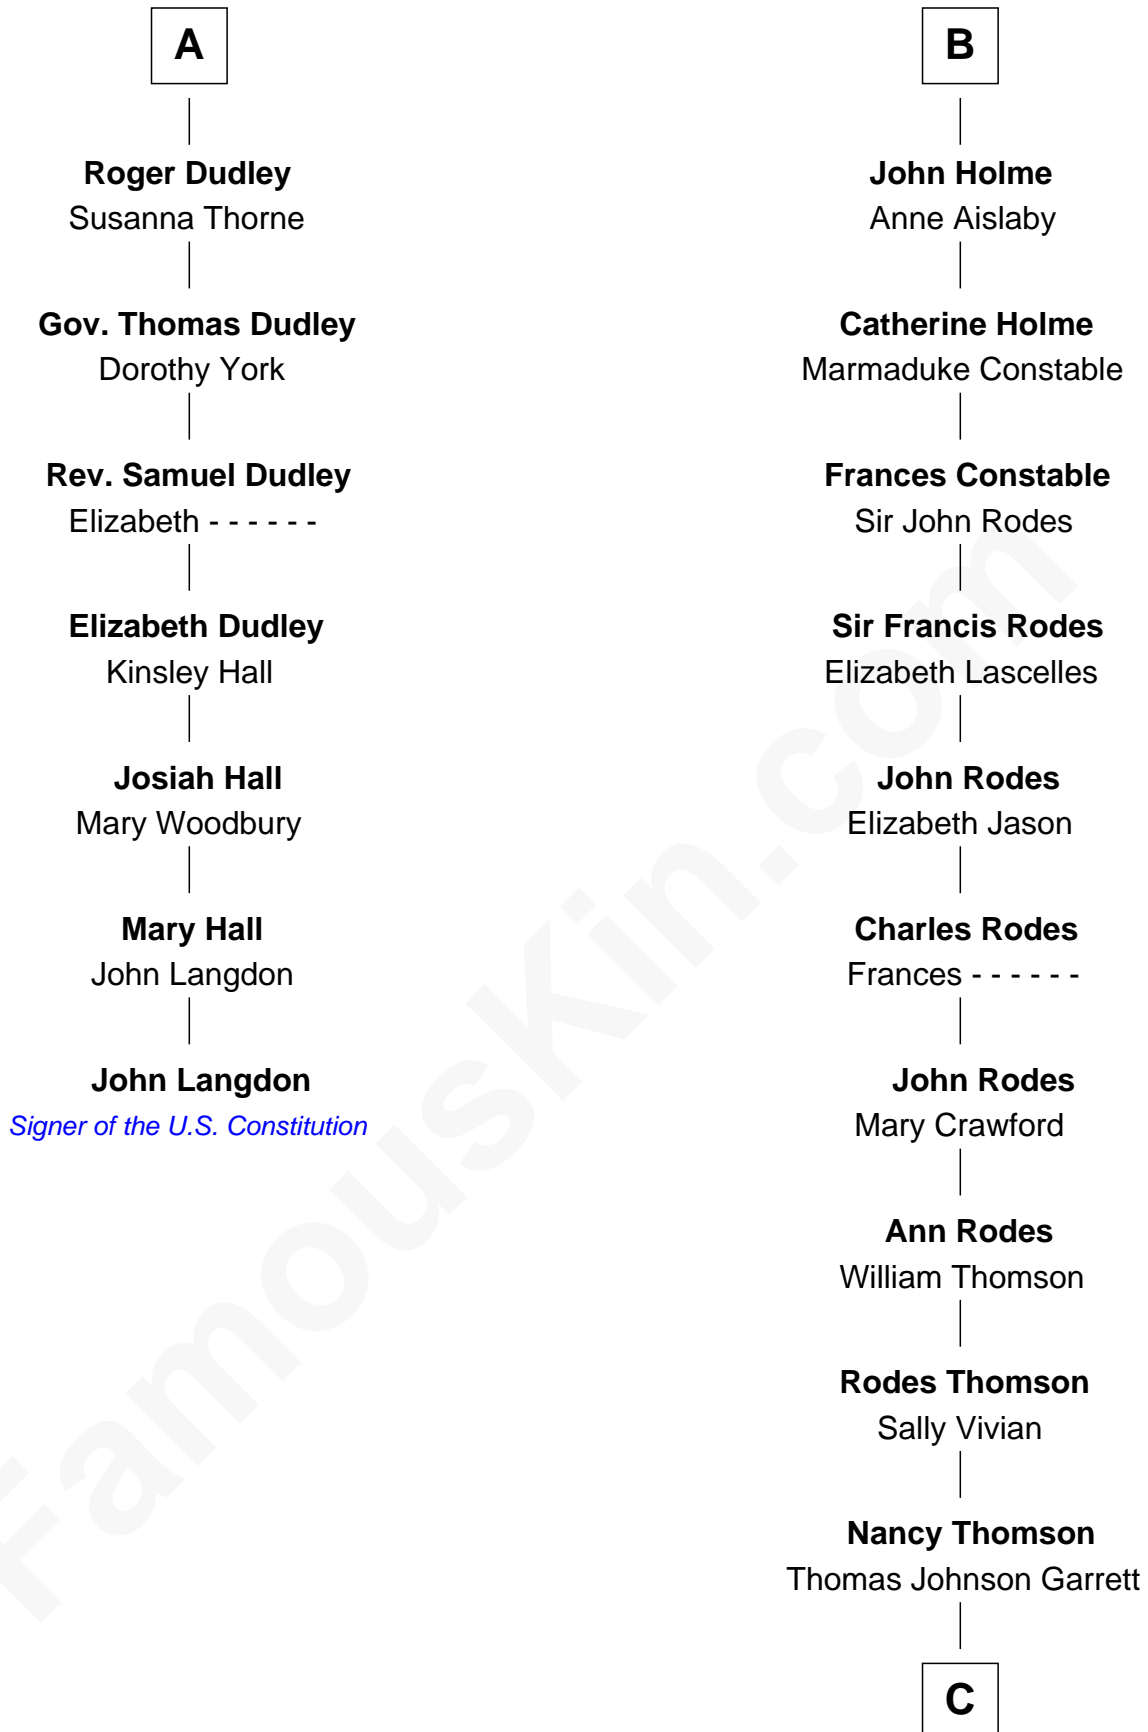 A
Roger Dudley
Susanna Thorne
Gov. Thomas Dudley
Dorothy York
Rev. Samuel Dudley
Elizabeth - - - - - -
Elizabeth Dudley
Kinsley Hall
Josiah Hall
Mary Woodbury
Mary Hall
John Langdon
John Langdon
Signer of the U.S. Constitution
B
John Holme
Anne Aislaby
Catherine Holme
Marmaduke Constable
Frances Constable
Sir John Rodes
Sir Francis Rodes
Elizabeth Lascelles
John Rodes
Elizabeth Jason
Charles Rodes
Frances - - - - - -
John Rodes
Mary Crawford
Ann Rodes
William Thomson
Rodes Thomson
Sally Vivian
Nancy Thomson
Thomas Johnson Garrett
C
FamousKin.com